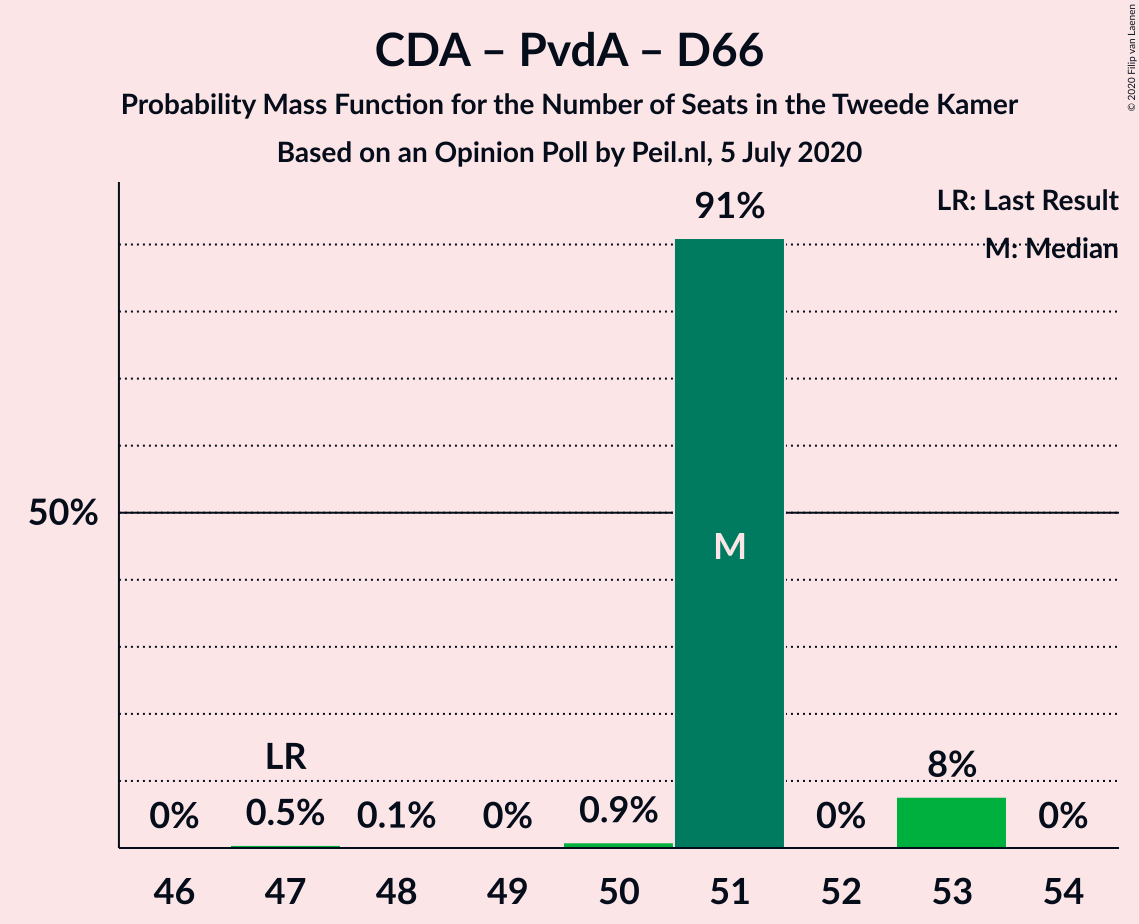 CDA – PvdA – D66
Probability Mass Function for the Number of Seats in the Tweede Kamer
Based on an Opinion Poll by Peil.nl, 5 July 2020
© 2020 Filip van Laenen
LR: Last Result
M: Median
91%
50%
M
LR
8%
0% 0.5% 0.1% 0% 0.9% 0% 0%
46 47 48 49 50 51 52 53 54